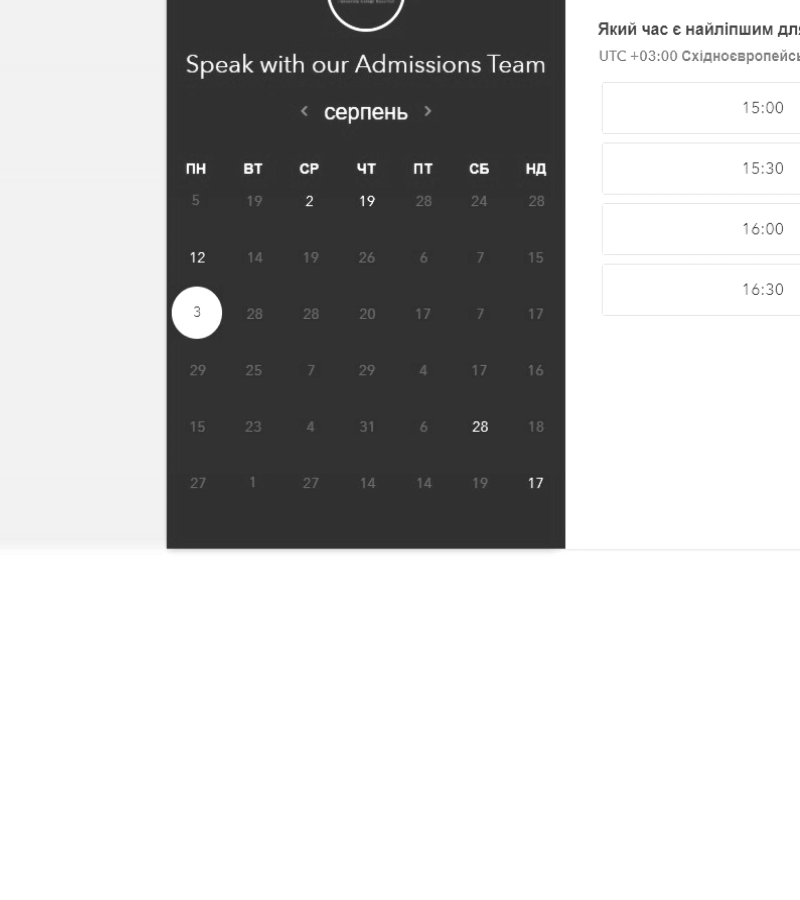 Speak with our Admissions Team
< серпень >
ПН ВТ СР ЧТ ПТ СБ НД
5 19 2 19 28 24 28
12 14 19 26 6 7 15
3 28 28 20 17 7 17
29 25 7 29 4 17 16
15 23 4 31 6 28 18
27 1 27 14 14 19 17
Який час є найліпшим для
UTC +03:00 Східноєвропейсь
15:00
15:30
16:00
16:30